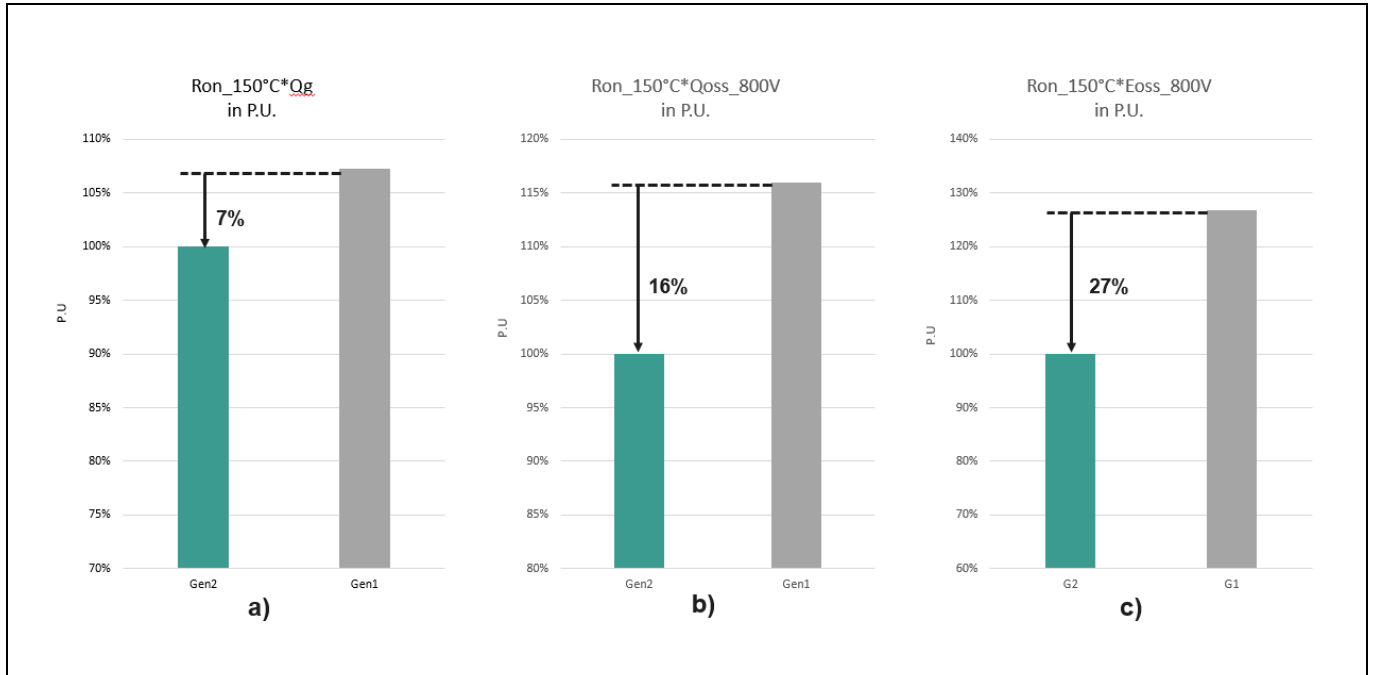 Ron_150°C*Qg
in P.U.
110%
105%
100%
95%
90%
85%
80%
75%
70%
P.U
7%
Gen2
Gen1
a)
Ron_150°C*Qoss_800V
in P.U.
120%
115%
110%
105%
100%
95%
90%
85%
80%
P.U
16%
Gen2
Gen1
b)
Ron_150°C*Eoss_800V
in P.U.
140%
130%
120%
110%
100%
90%
80%
70%
60%
P.U
27%
G2
G1
c)